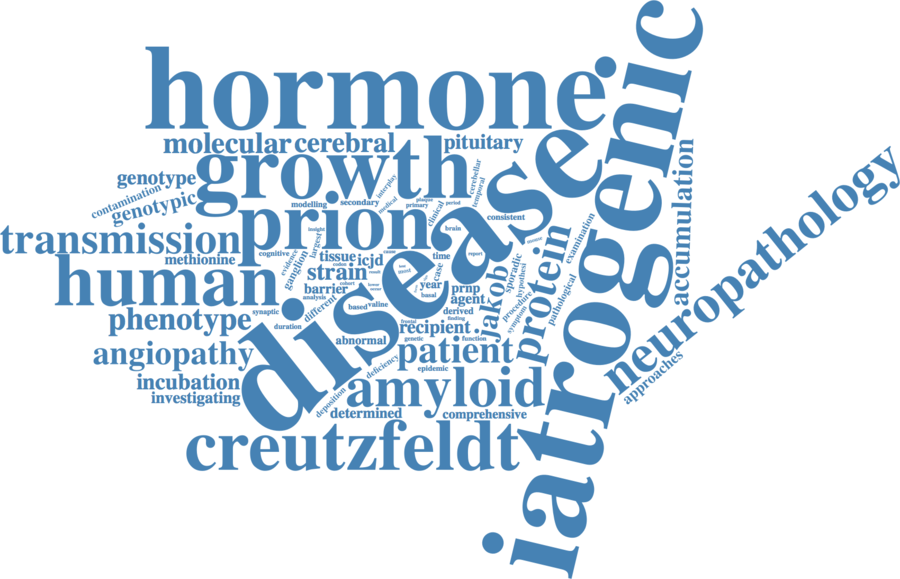 iatrogenic
hormone
disease
growth
molecular
cerebral
pituitary
genotype
contamination
genotypic
prion
transmission
methionine
human
phenotype
angiopathy
incubation
investigating
creutzfeldt
amyloid
patient
protein
jakob
neuropathology
accumulation
approaches
examination
pathological
consistent
cerebellar
temporal
interplay
medical
modelling
secondary
primary
plaque
period
clinical
brain
insight
largest
evidence
ganglion
cognitive
tissue
icjd
strain
barrier
analysis
cohort
different
based
valine
codon
time
report
case
year
basal
prnp
agent
derived
finding
recipient
frontal
genetic
function
abnormal
synaptic
duration
deficiency
epidemic
deposition
determined
comprehensive
sporadic
hypothesis
procedure
symptom